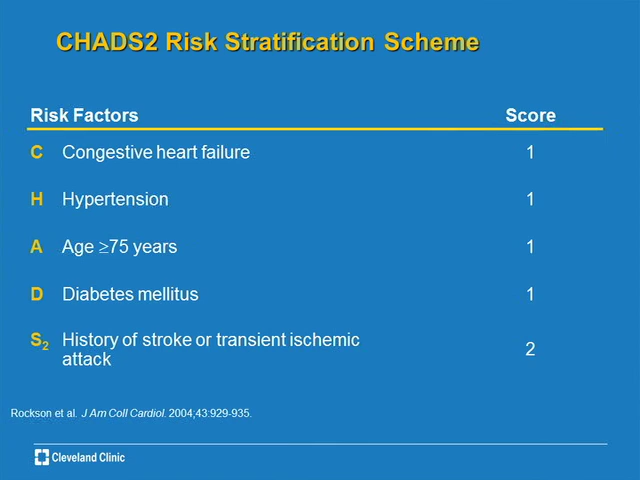 CHADS2 Risk Stratification Scheme
Risk Factors Score
C Congestive heart failure 1
H Hypertension 1
A Age ≥75 years 1
D Diabetes mellitus 1
S₂ History of stroke or transient ischemic
attack 2
Rockson et al. J Am Coll Cardiol. 2004;43:929-935.
Cleveland Clinic